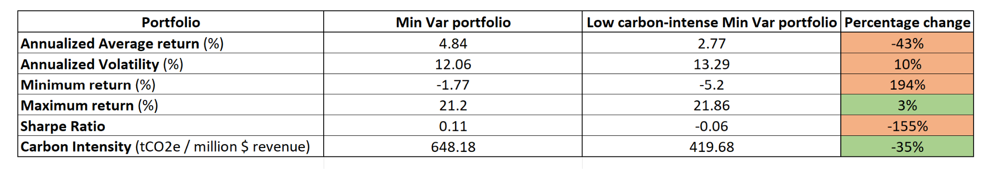 Portfolio Min Var portfolio Low carbon-intense Min Var portfolio Percentage change
Annualized Average return (%) 4.84 2.77 -43%
Annualized Volatility (%) 12.06 13.29 10%
Minimum return (%) -1.77 -5.2 194%
Maximum return (%) 21.2 21.86 3%
Sharpe Ratio 0.11 -0.06 -155%
Carbon Intensity (tCO2e / million $ revenue) 648.18 419.68 -35%